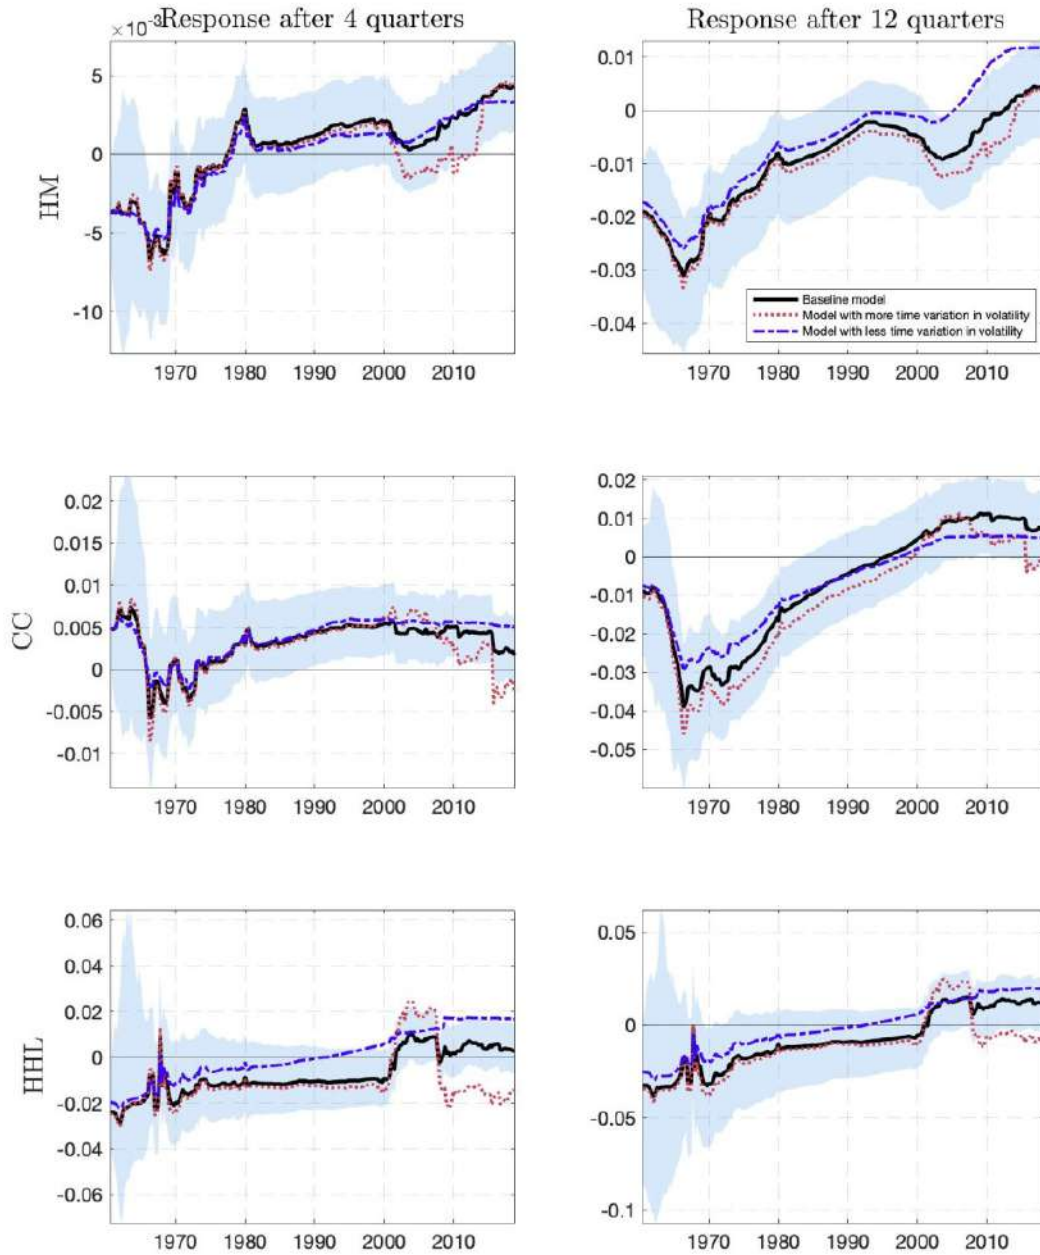 Response after 4 quarters
Response after 12 quarters
×10⁻³
5
0
-5
-10
HM
1970 1980 1990 2000 2010
0.01
0
-0.01
-0.02
-0.03
-0.04
Baseline model
Model with more time variation in volatility
Model with less time variation in volatility
1970 1980 1990 2000 2010
0.02
0.015
0.01
0.005
0
-0.005
-0.01
CC
1970 1980 1990 2000 2010
0.02
0.01
0
-0.01
-0.02
-0.03
-0.04
-0.05
1970 1980 1990 2000 2010
0.06
0.04
0.02
0
-0.02
-0.04
-0.06
HHL
1970 1980 1990 2000 2010
0.05
0
-0.05
-0.1
1970 1980 1990 2000 2010